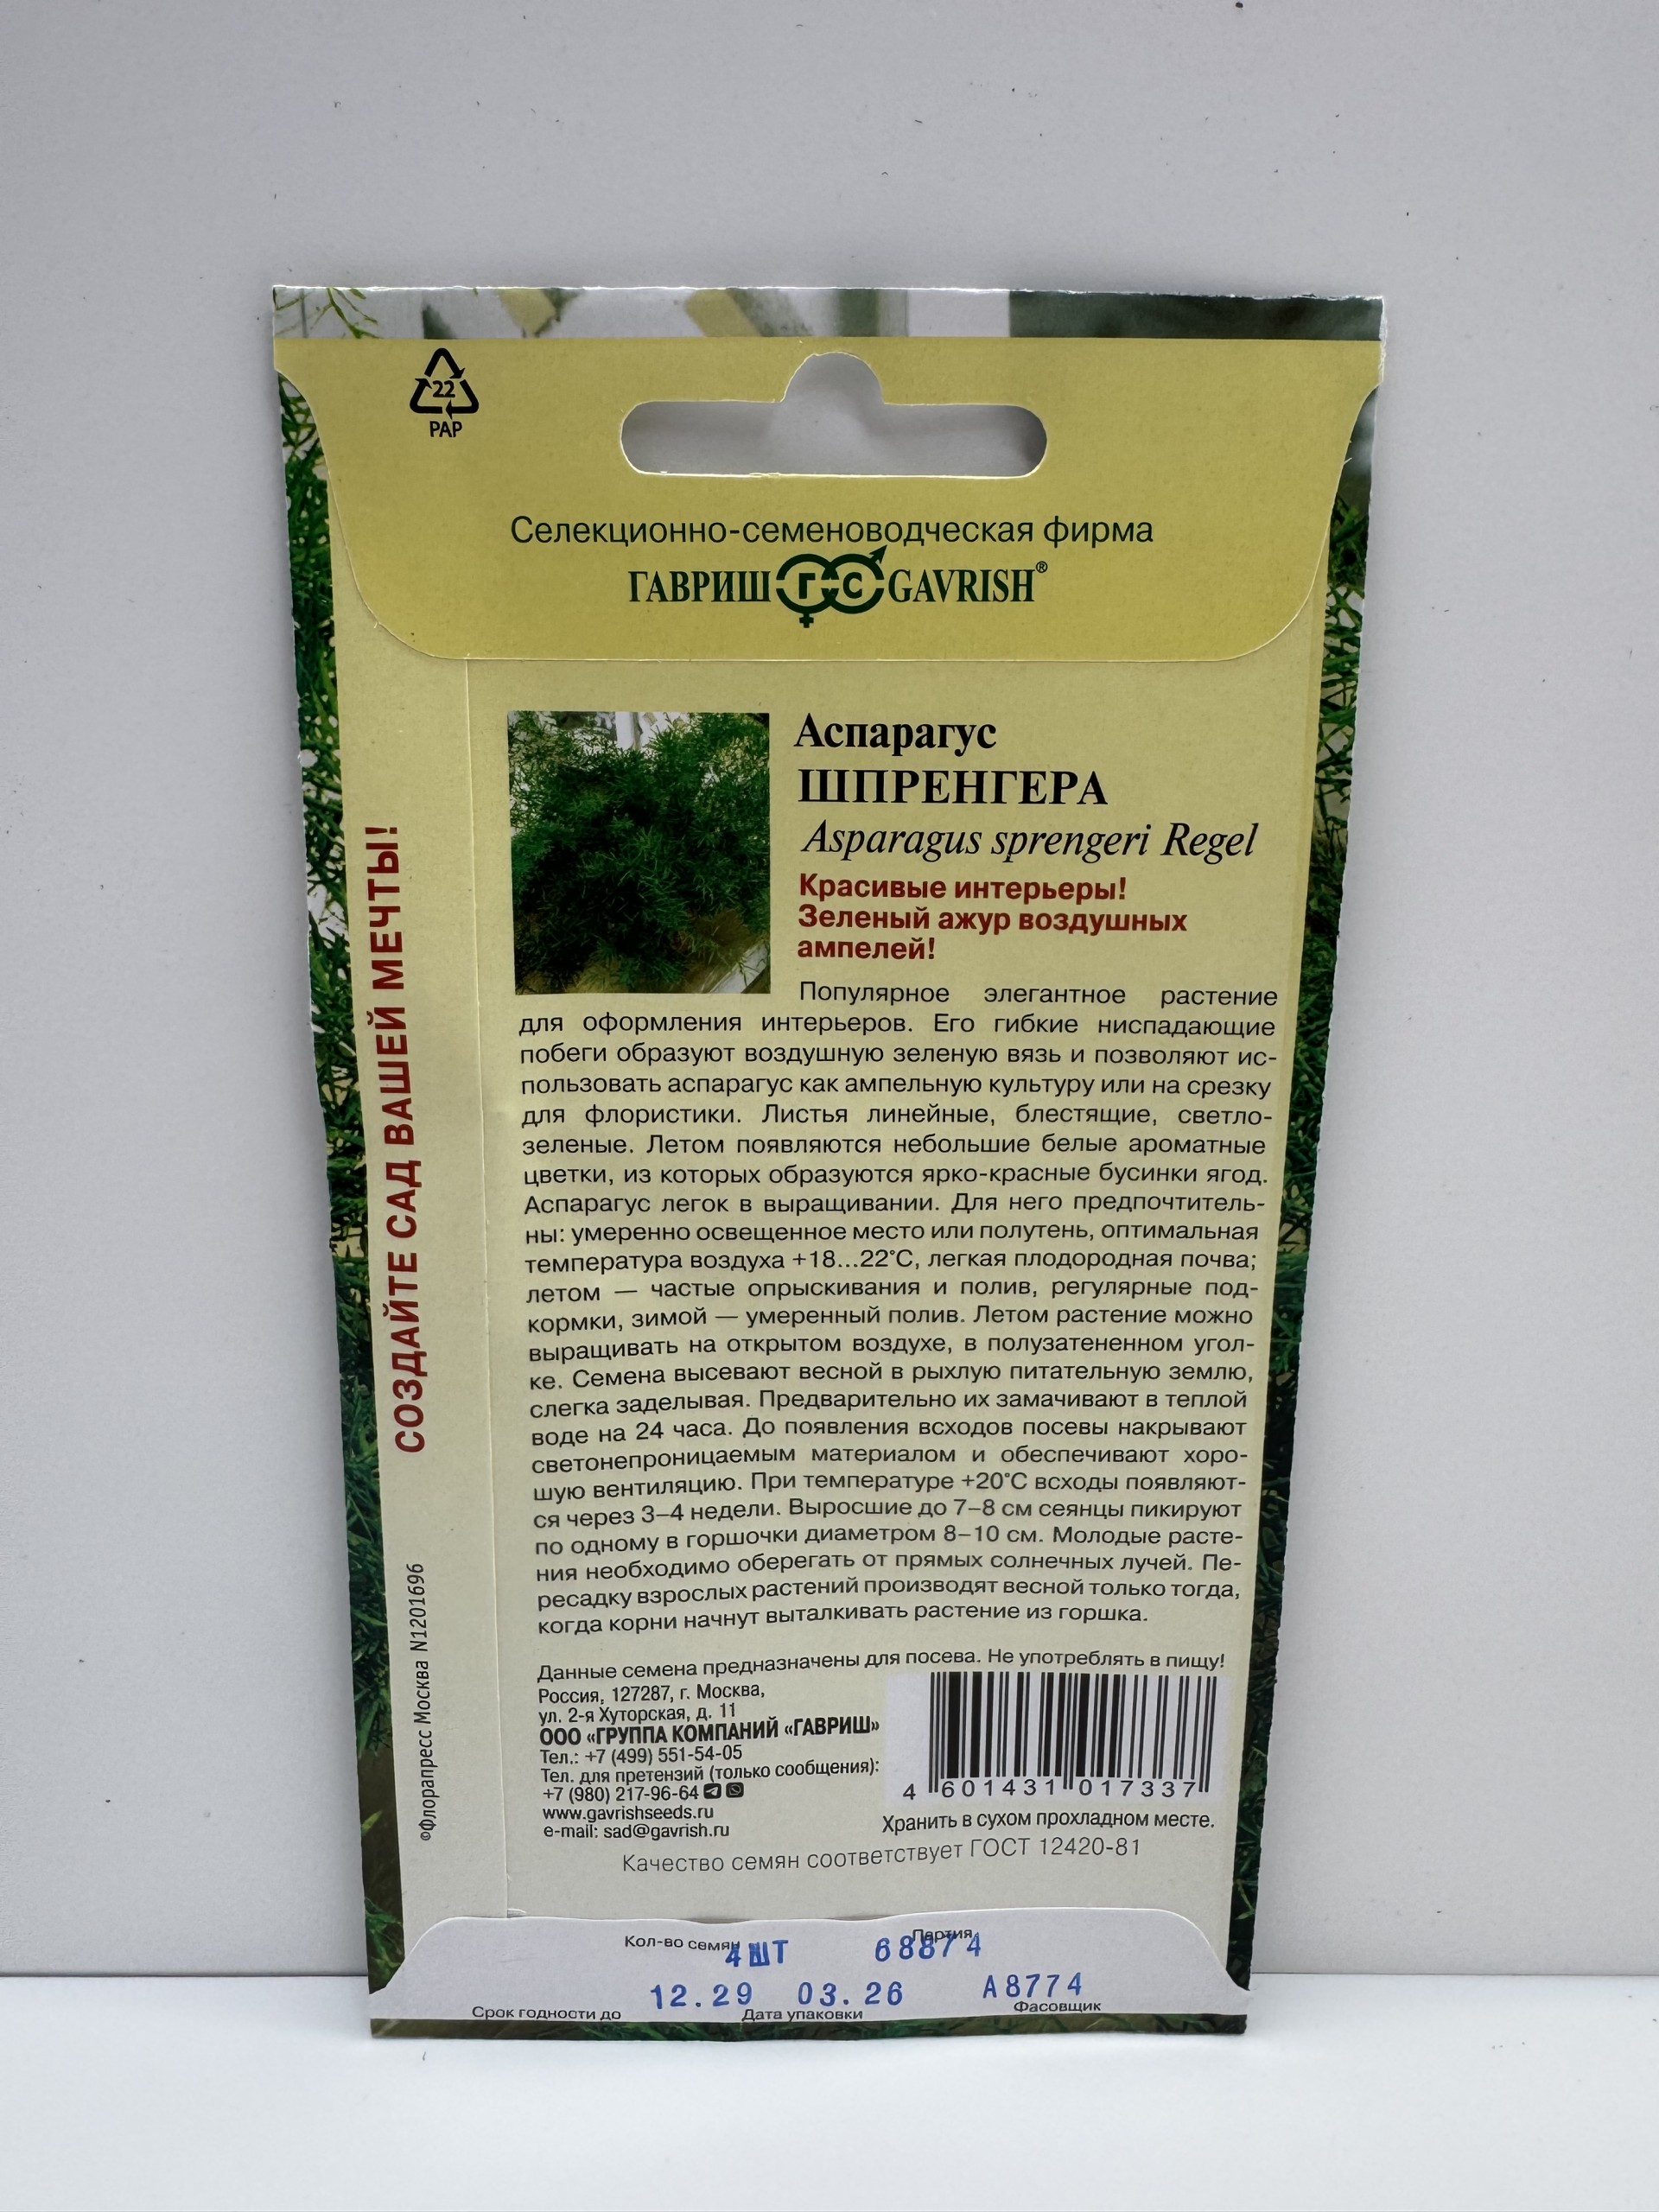 22
PAP
Селекционно-семеноводческая фирма
ГАВРИШ ГС GAVRISH®
Аспарагус
ШПРЕНГЕРА
Asparagus sprengeri Regel
Красивые интерьеры!
Зеленый ажур воздушных
ампелей!
Популярное элегантное растение
для оформления интерьеров. Его гибкие ниспадающие
побеги образуют воздушную зеленую вязь и позволяют ис-
пользовать аспарагус как ампельную культуру или на срезку
для флористики. Листья линейные, блестящие, светло-
зеленые. Летом появляются небольшие белые ароматные
цветки, из которых образуются ярко-красные бусинки ягод.
Аспарагус легок в выращивании. Для него предпочтитель-
ны: умеренно освещенное место или полутень, оптимальная
температура воздуха +18...22°С, легкая плодородная почва;
летом — частые опрыскивания и полив, регулярные под-
кормки, зимой — умеренный полив. Летом растение можно
выращивать на открытом воздухе, в полузатененном угол-
ке. Семена высевают весной в рыхлую питательную землю,
слегка заделывая. Предварительно их замачивают в теплой
воде на 24 часа. До появления всходов посевы накрывают
светонепроницаемым материалом и обеспечивают хоро-
шую вентиляцию. При температуре +20°С всходы появляют-
ся через 3–4 недели. Выросшие до 7–8 см сеянцы пикируют
по одному в горшочки диаметром 8–10 см. Молодые расте-
ния необходимо оберегать от прямых солнечных лучей. Пе-
ресадку взрослых растений производят весной только тогда,
когда корни начнут выталкивать растение из горшка.
Данные семена предназначены для посева. Не употреблять в пищу!
Россия, 127287, г. Москва,
ул. 2-я Хуторская, д. 11
ООО «ГРУППА КОМПАНИЙ «ГАВРИШ»
Тел.: +7 (499) 551-54-05
Тел. для претензий (только сообщения):
+7 (980) 217-96-64
www.gavrishseeds.ru
e-mail: sad@gavrish.ru
4 601431 017337
Хранить в сухом прохладном месте.
Качество семян соответствует ГОСТ 12420-81
Кол-во семян 4ШТ Партия 68874
12.29 03.26 А8774
Срок годности до Дата упаковки Фасовщик
СОЗДАЙТЕ САД ВАШЕЙ МЕЧТЫ!
©Флорапресс Москва N1201696